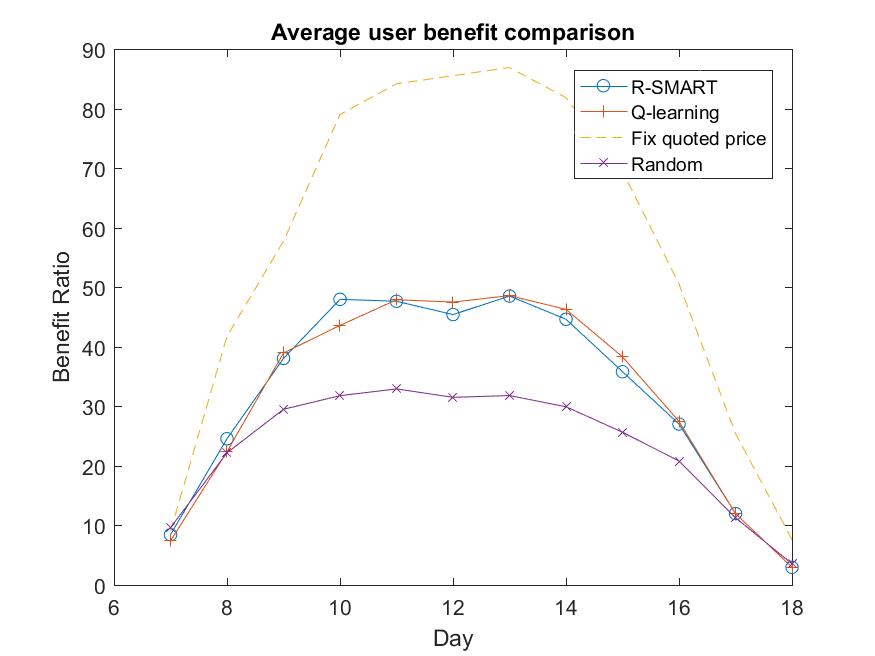 Average user benefit comparison
90
80
70
60
50
40
30
20
10
0
Benefit Ratio
R-SMART
Q-learning
Fix quoted price
Random
6 8 10 12 14 16 18
Day